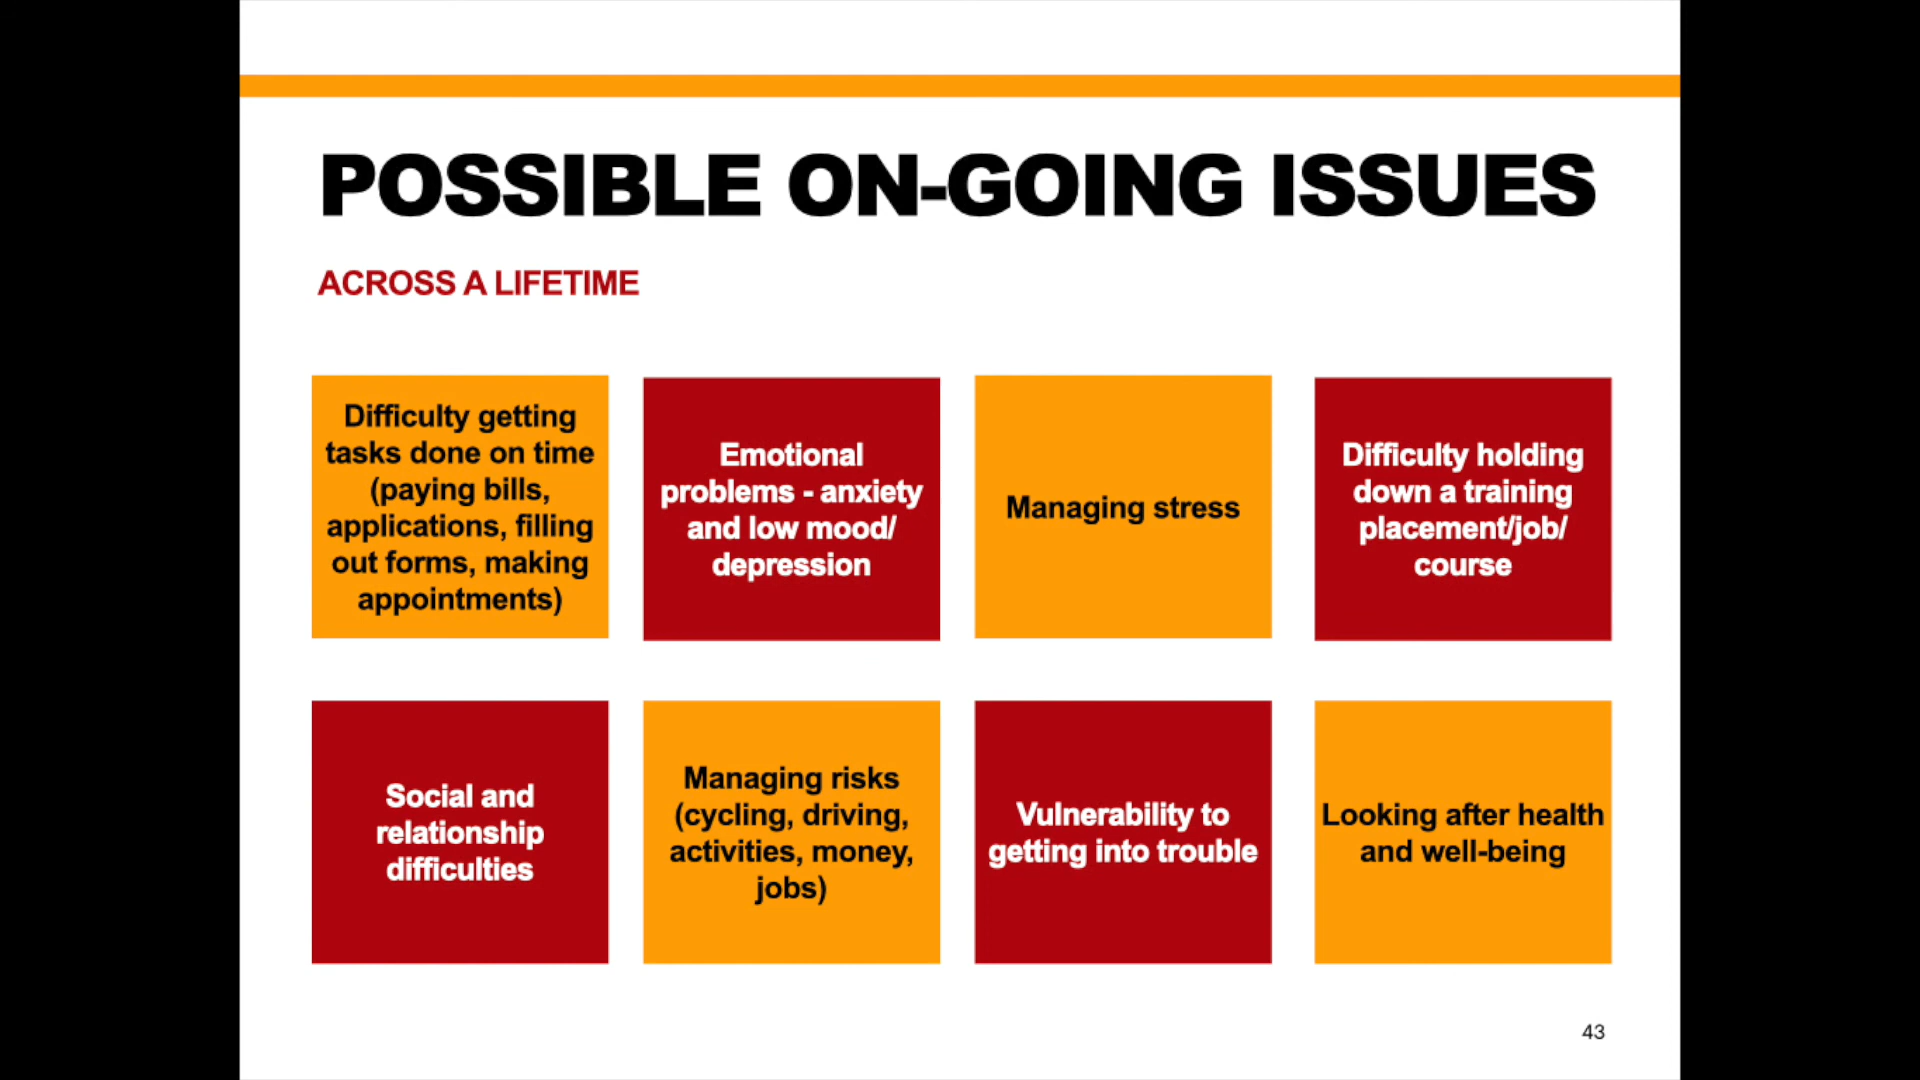 POSSIBLE ON-GOING ISSUES
ACROSS A LIFETIME
Difficulty getting
tasks done on time
(paying bills,
applications, filling
out forms, making
appointments)
Emotional
problems - anxiety
and low mood/
depression
Managing stress
Difficulty holding
down a training
placement/job/
course
Social and
relationship
difficulties
Managing risks
(cycling, driving,
activities, money,
jobs)
Vulnerability to
getting into trouble
Looking after health
and well-being
43